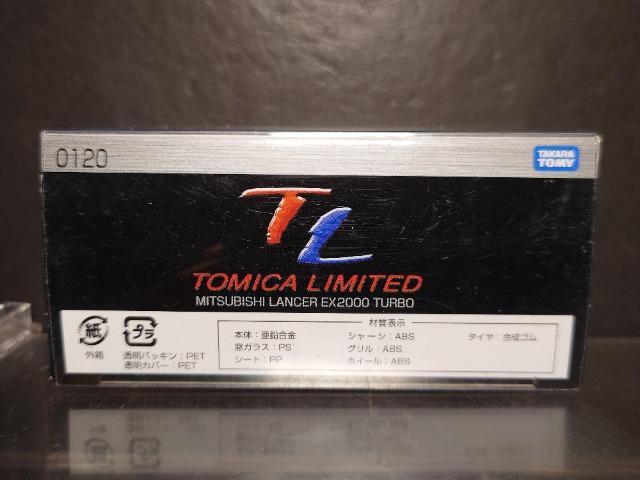 0120
TAKARA
TOMY
TL
TOMICA LIMITED
MITSUBISHI LANCER EX2000 TURBO
材質表示
紙
外箱
プラ
透明パッキン:PET
透明カバー:PET
本体:亜鉛合金
窓ガラス:PS
シート:PP
シャーシ:ABS
グリル:ABS
ホイール:ABS
タイヤ:合成ゴム